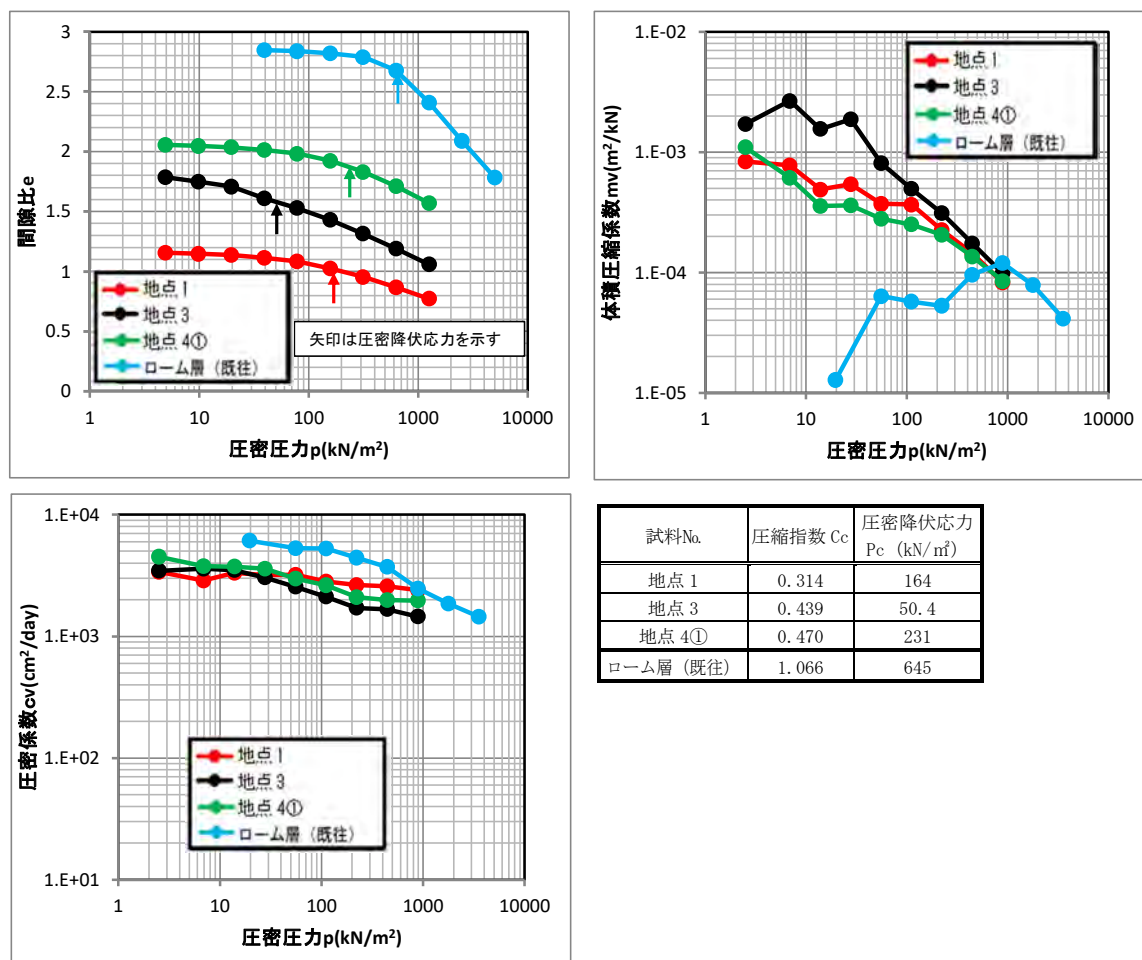 3
2.5
2
1.5
1
0.5
0
間隙比e
地点1
地点3
地点4①
ローム層（既往）
矢印は圧密降伏応力を示す
1
10
100
1000
10000
圧密圧力p(kN/m²)
1.E-02
1.E-03
1.E-04
1.E-05
体積圧縮係数mv(m²/kN)
地点1
地点3
地点4①
ローム層（既往）
1
10
100
1000
10000
圧密圧力p(kN/m²)
1.E+04
1.E+03
1.E+02
1.E+01
圧密係数cv(cm²/day)
地点1
地点3
地点4①
ローム層（既往）
1
10
100
1000
10000
圧密圧力p(kN/m²)
試料No. 圧縮指数 Cc 圧密降伏応力
Pc（kN/㎡）
地点1 0.314 164
地点3 0.439 50.4
地点4① 0.470 231
ローム層（既往） 1.066 645